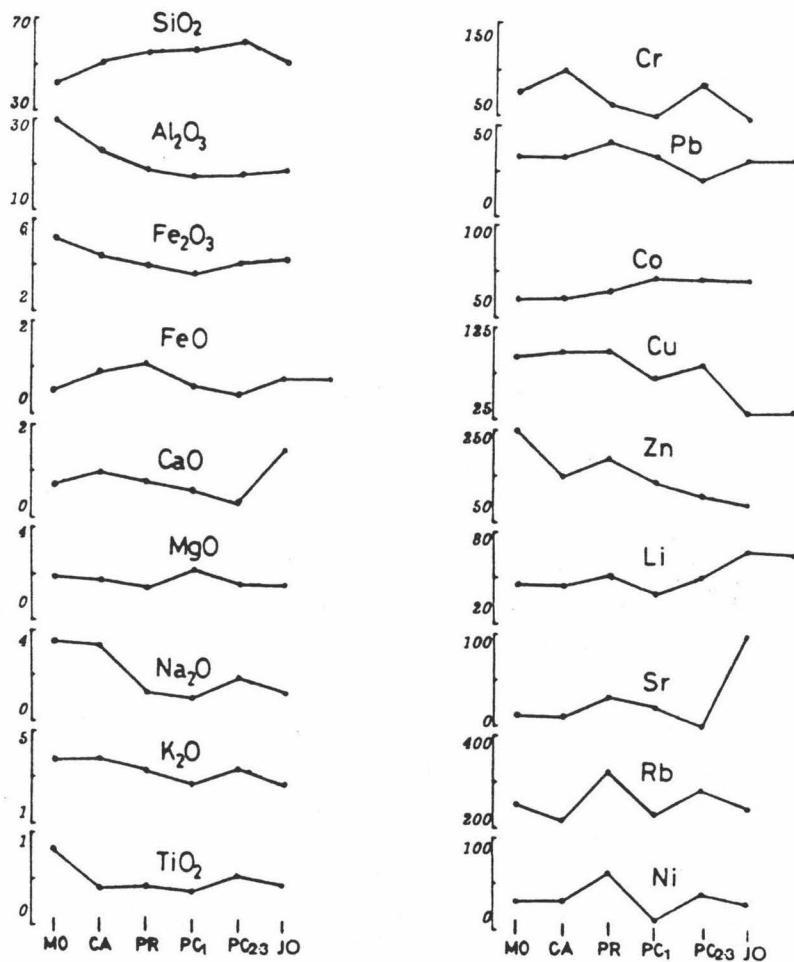 70
SiO₂
30
30
Al₂O₃
10
6
Fe₂O₃
2
2
FeO
0
2
CaO
0
4
MgO
0
4
Na₂O
0
5
K₂O
1
1
TiO₂
0
MO CA PR PC₁ PC₂₃ JO
150
Cr
50
50
Pb
0
100
Co
50
125
Cu
25
250
Zn
50
80
Li
20
100
Sr
0
400
Rb
200
100
Ni
0
MO CA PR PC₁ PC₂₃ JO